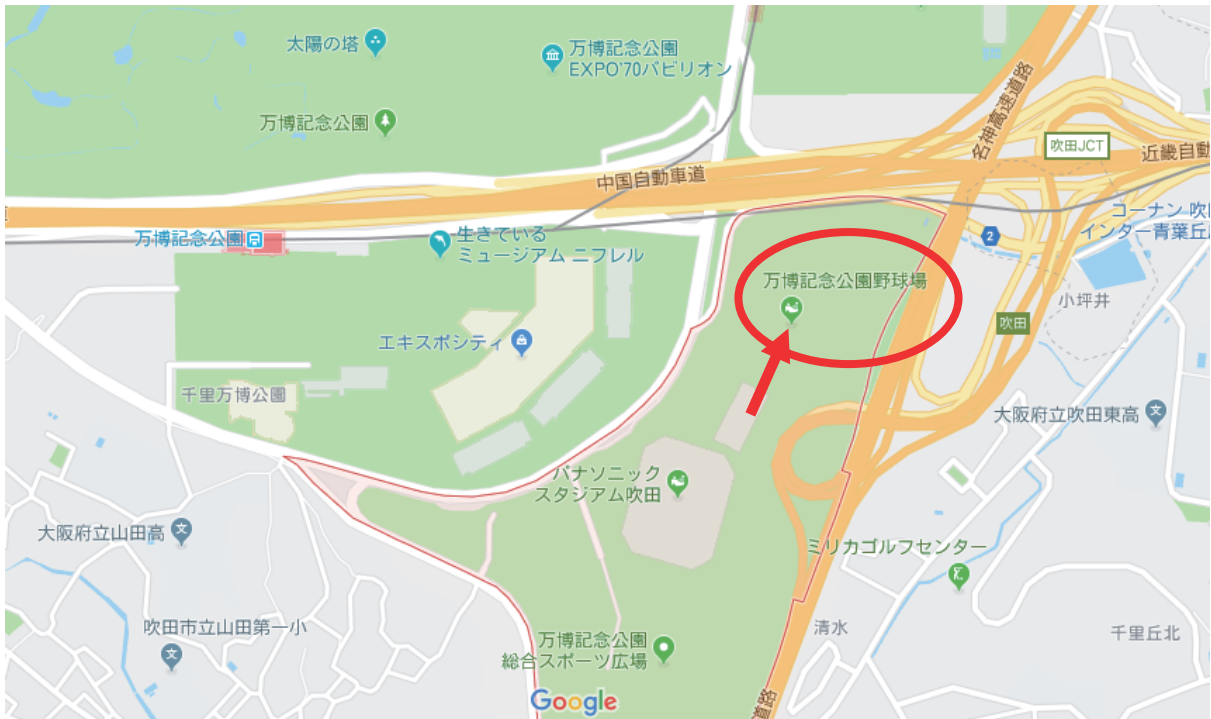 太陽の塔
万博記念公園
EXPO'70パビリオン
万博記念公園
名神高速道路
吹田JCT
近畿自動
中国自動車道
道
万博記念公園
生きている
ミュージアム ニフレル
コーナン 吹田
インター青葉丘店
2
万博記念公園野球場
小坪井
吹田
エキスポシティ
千里万博公園
大阪府立吹田東高
パナソニック
スタジアム吹田
大阪府立山田高
ミリカゴルフセンター
吹田市立山田第一小
清水
千里丘北
万博記念公園
総合スポーツ広場
道路
Google